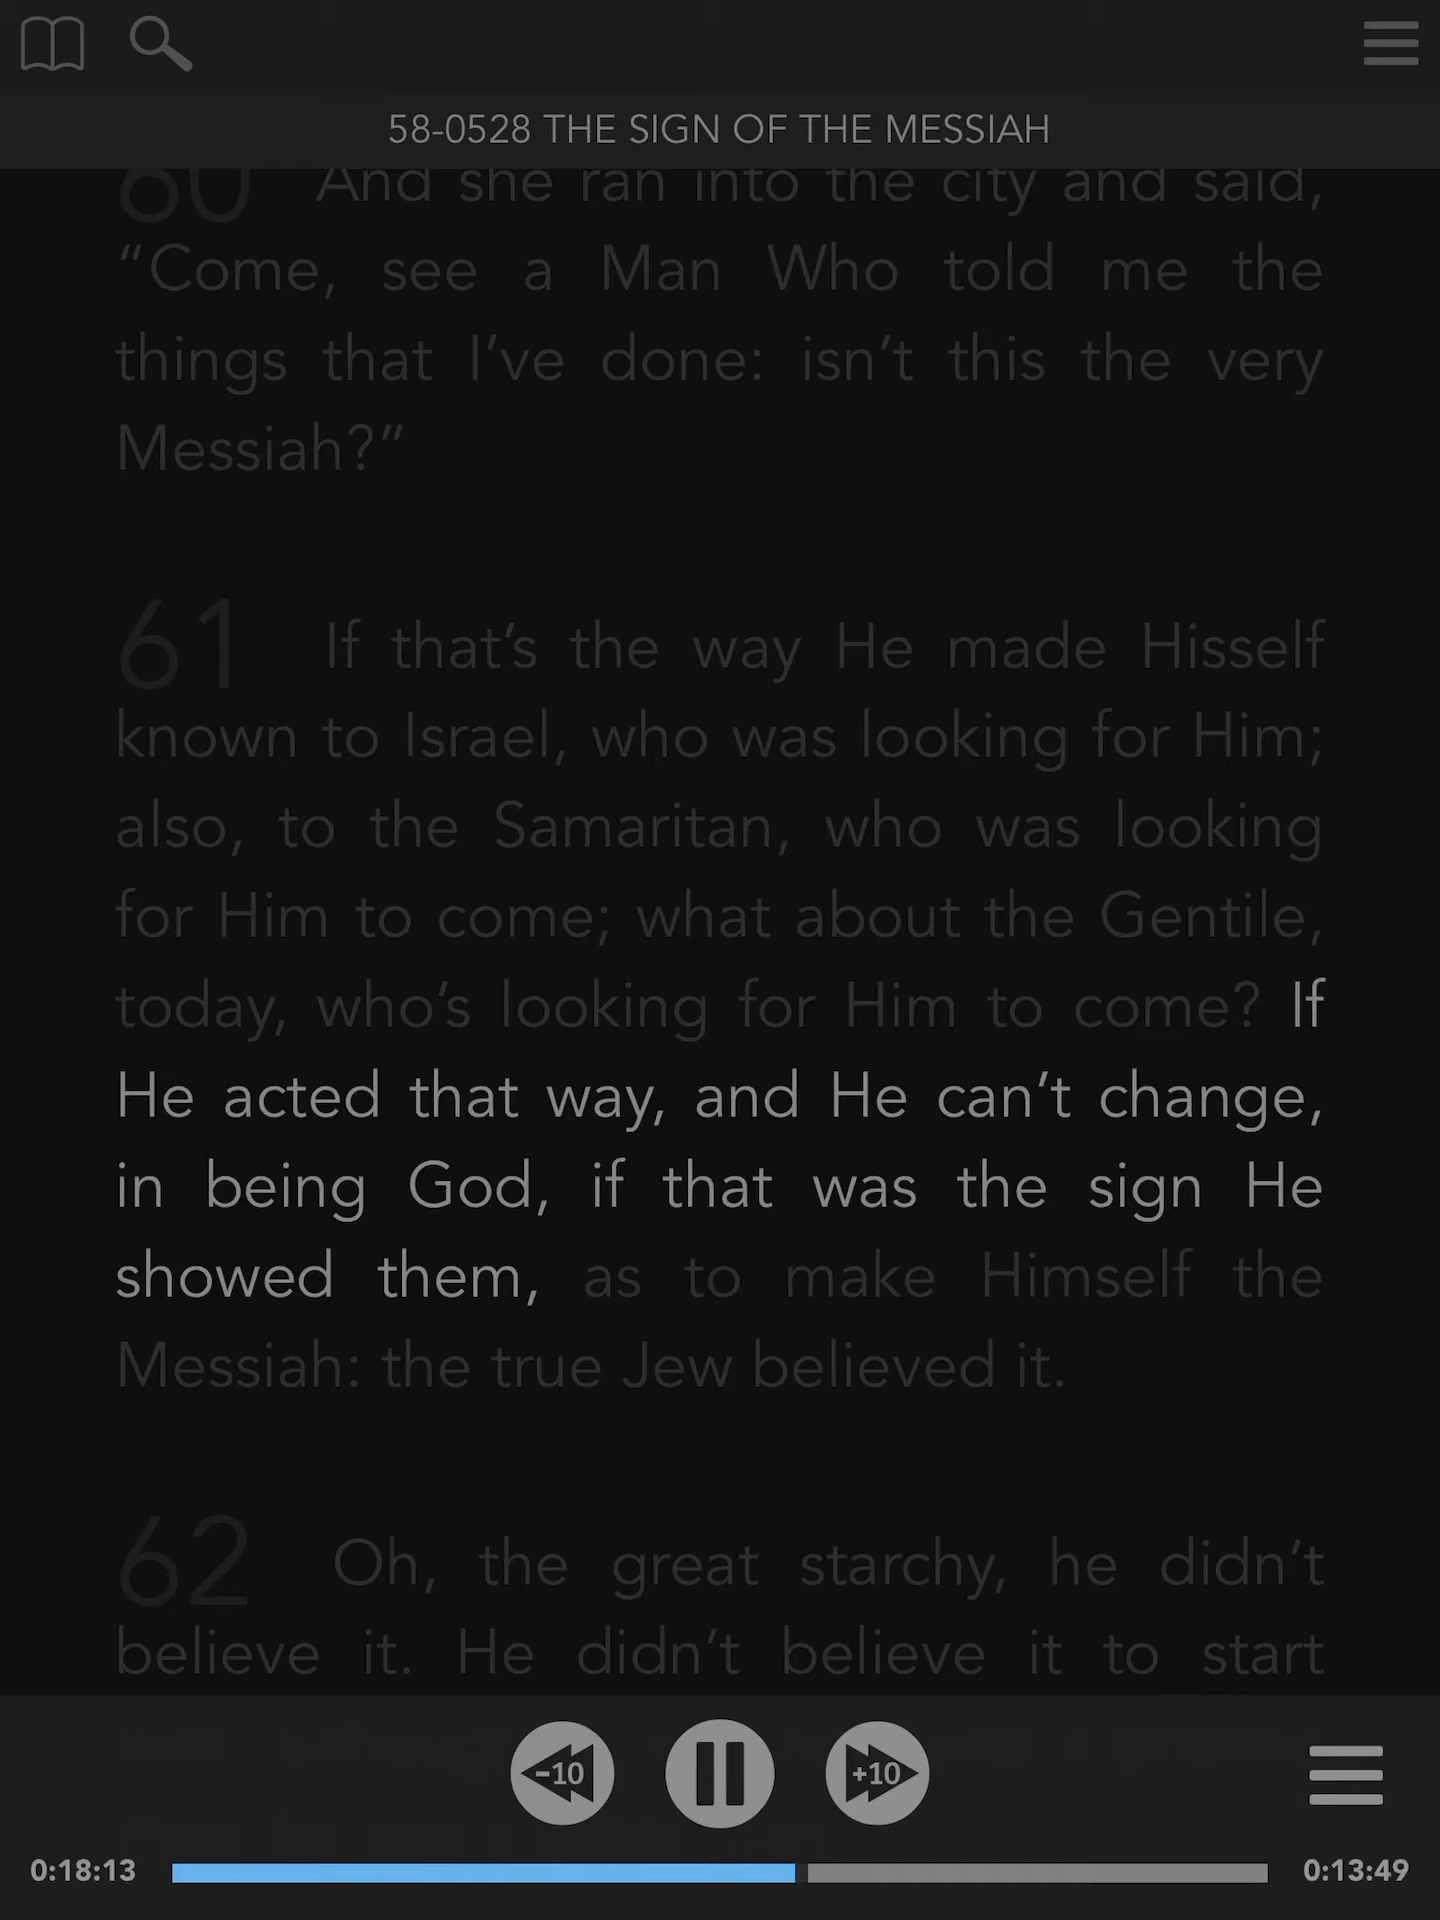 58-0528 THE SIGN OF THE MESSIAH
60 And she ran into the city and said,
“Come, see a Man Who told me the
things that I’ve done: isn’t this the very
Messiah?”
61 If that’s the way He made Hisself
known to Israel, who was looking for Him;
also, to the Samaritan, who was looking
for Him to come; what about the Gentile,
today, who’s looking for Him to come? If
He acted that way, and He can’t change,
in being God, if that was the sign He
showed them, as to make Himself the
Messiah: the true Jew believed it.
62 Oh, the great starchy, he didn’t
believe it. He didn’t believe it to start
-10 +10
0:18:13 0:13:49